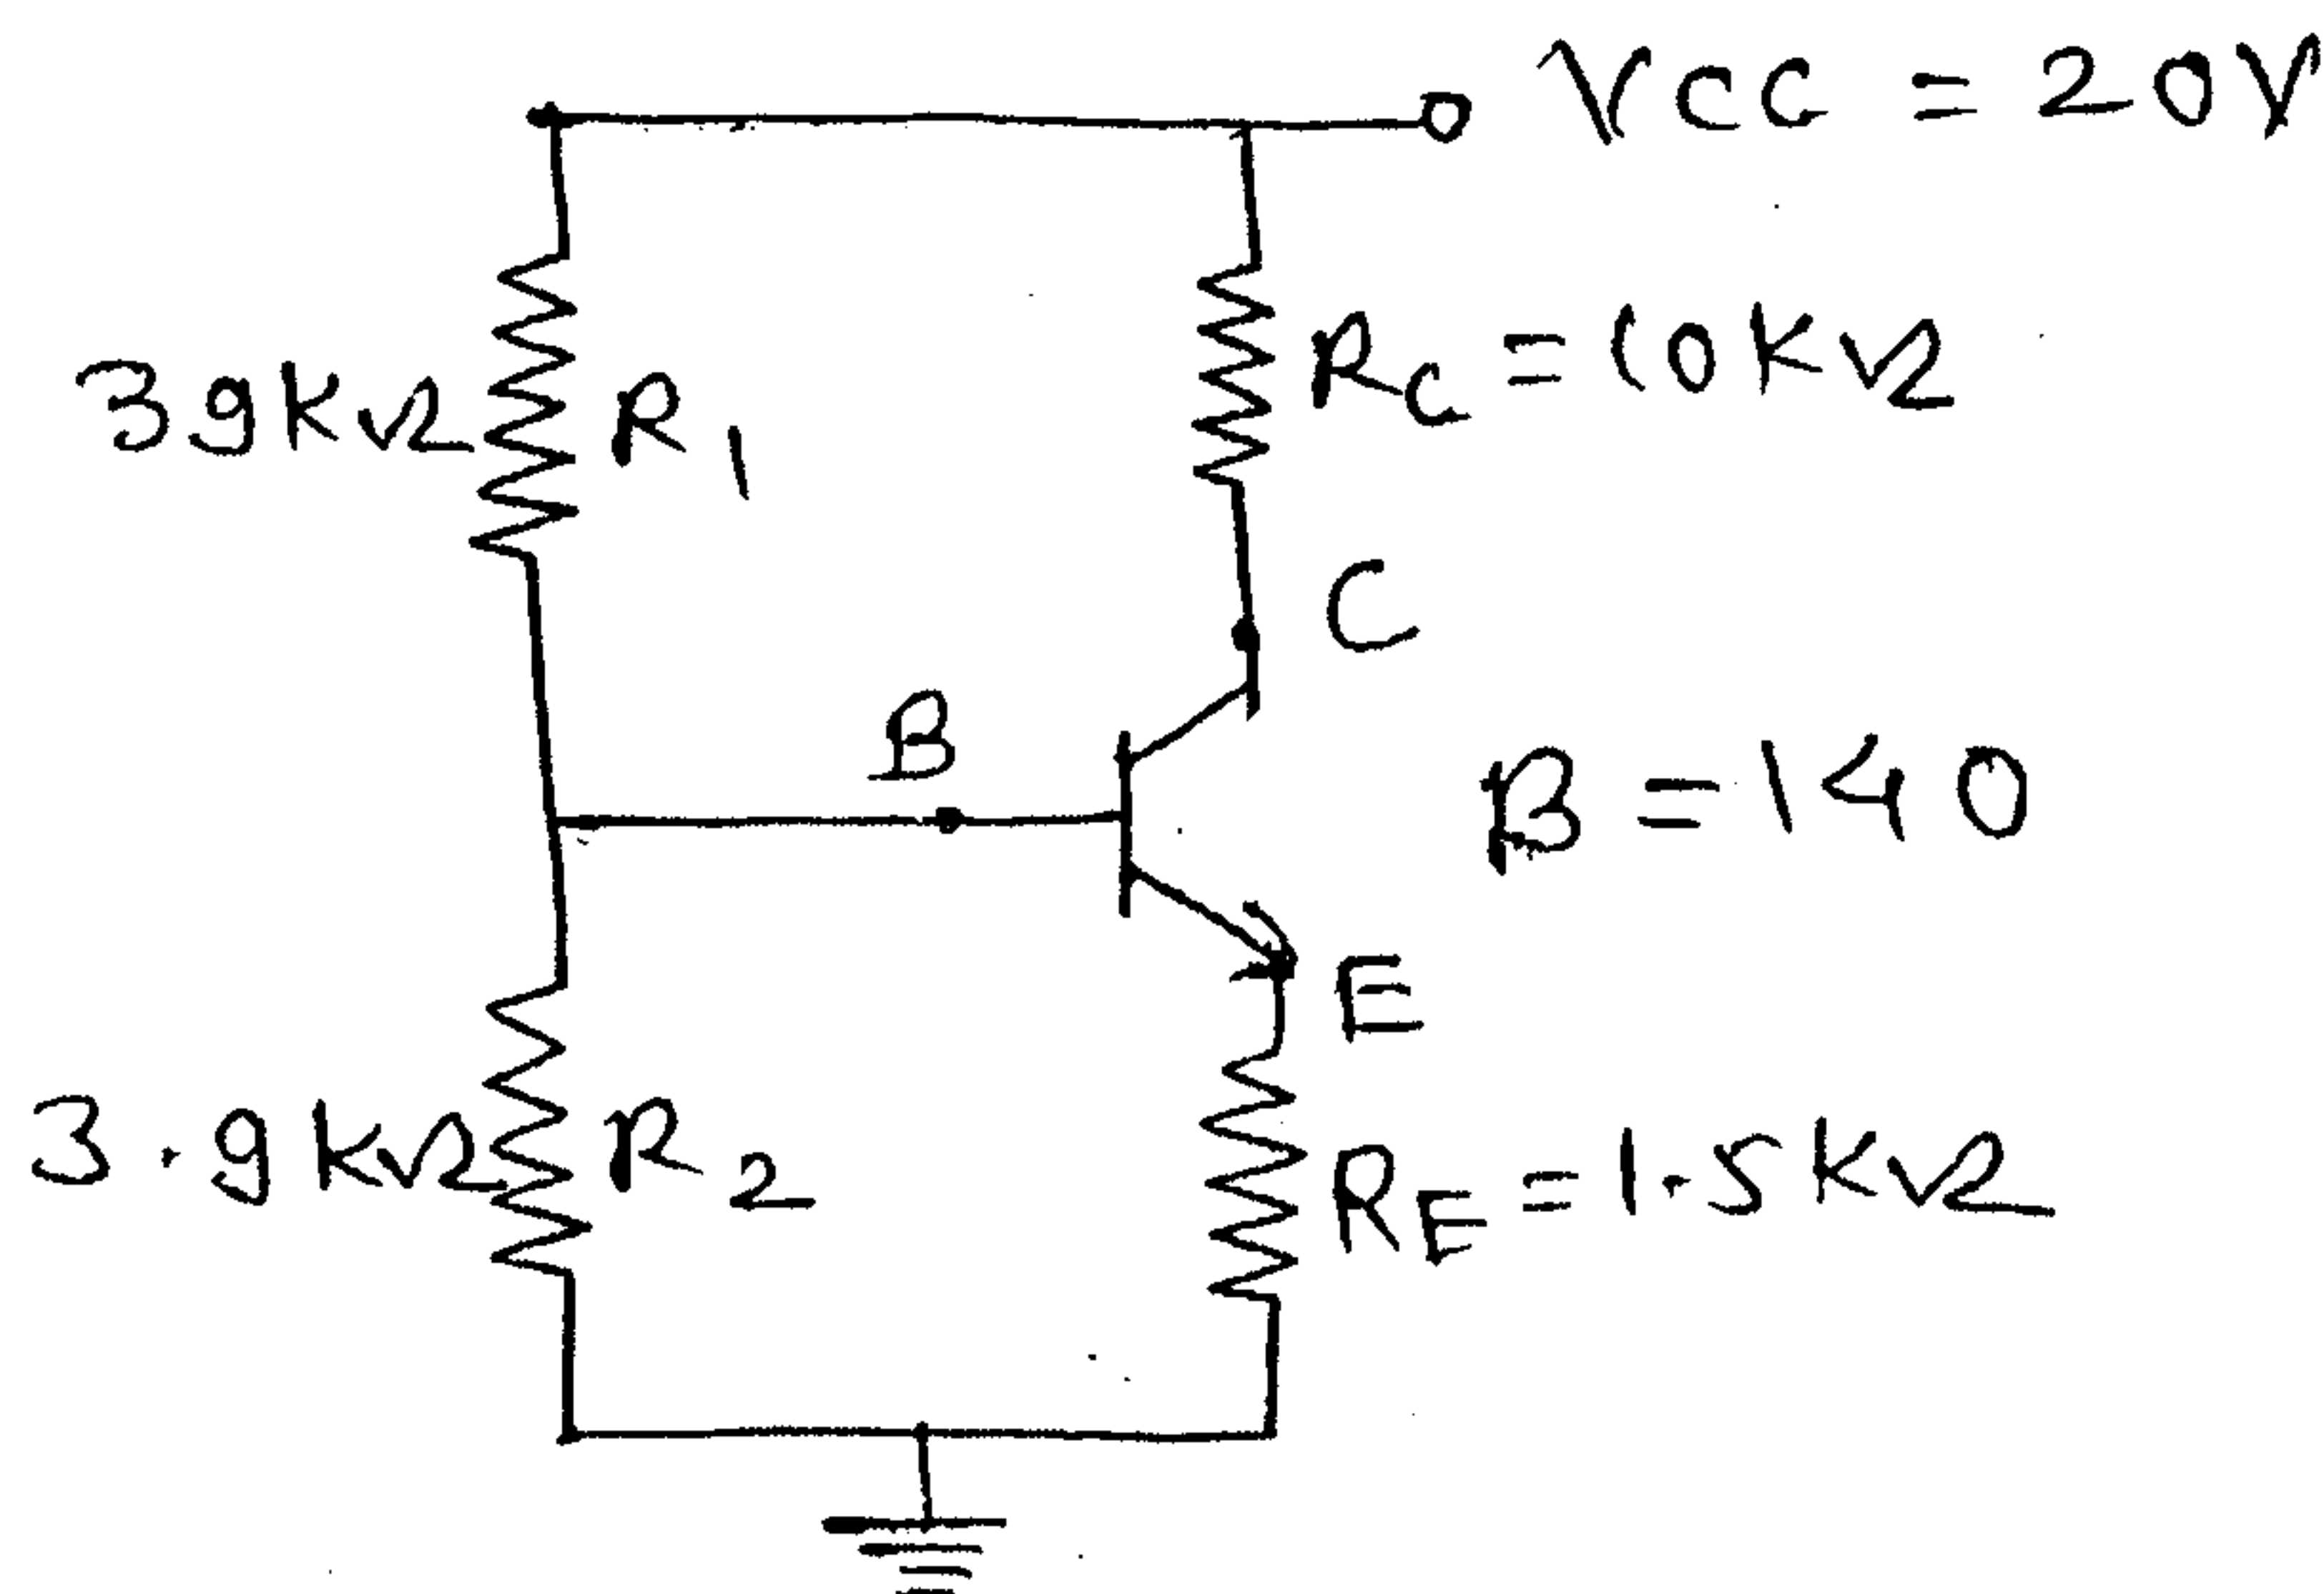 VCC = 20V
39kΩ R1
RC = 10kΩ
C
B
β = 140
E
3.9kΩ R2
RE = 1.5kΩ